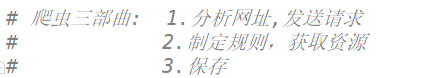 # 爬虫三部曲: 1.分析网址,发送请求
# 2.制定规则，获取资源
# 3.保存